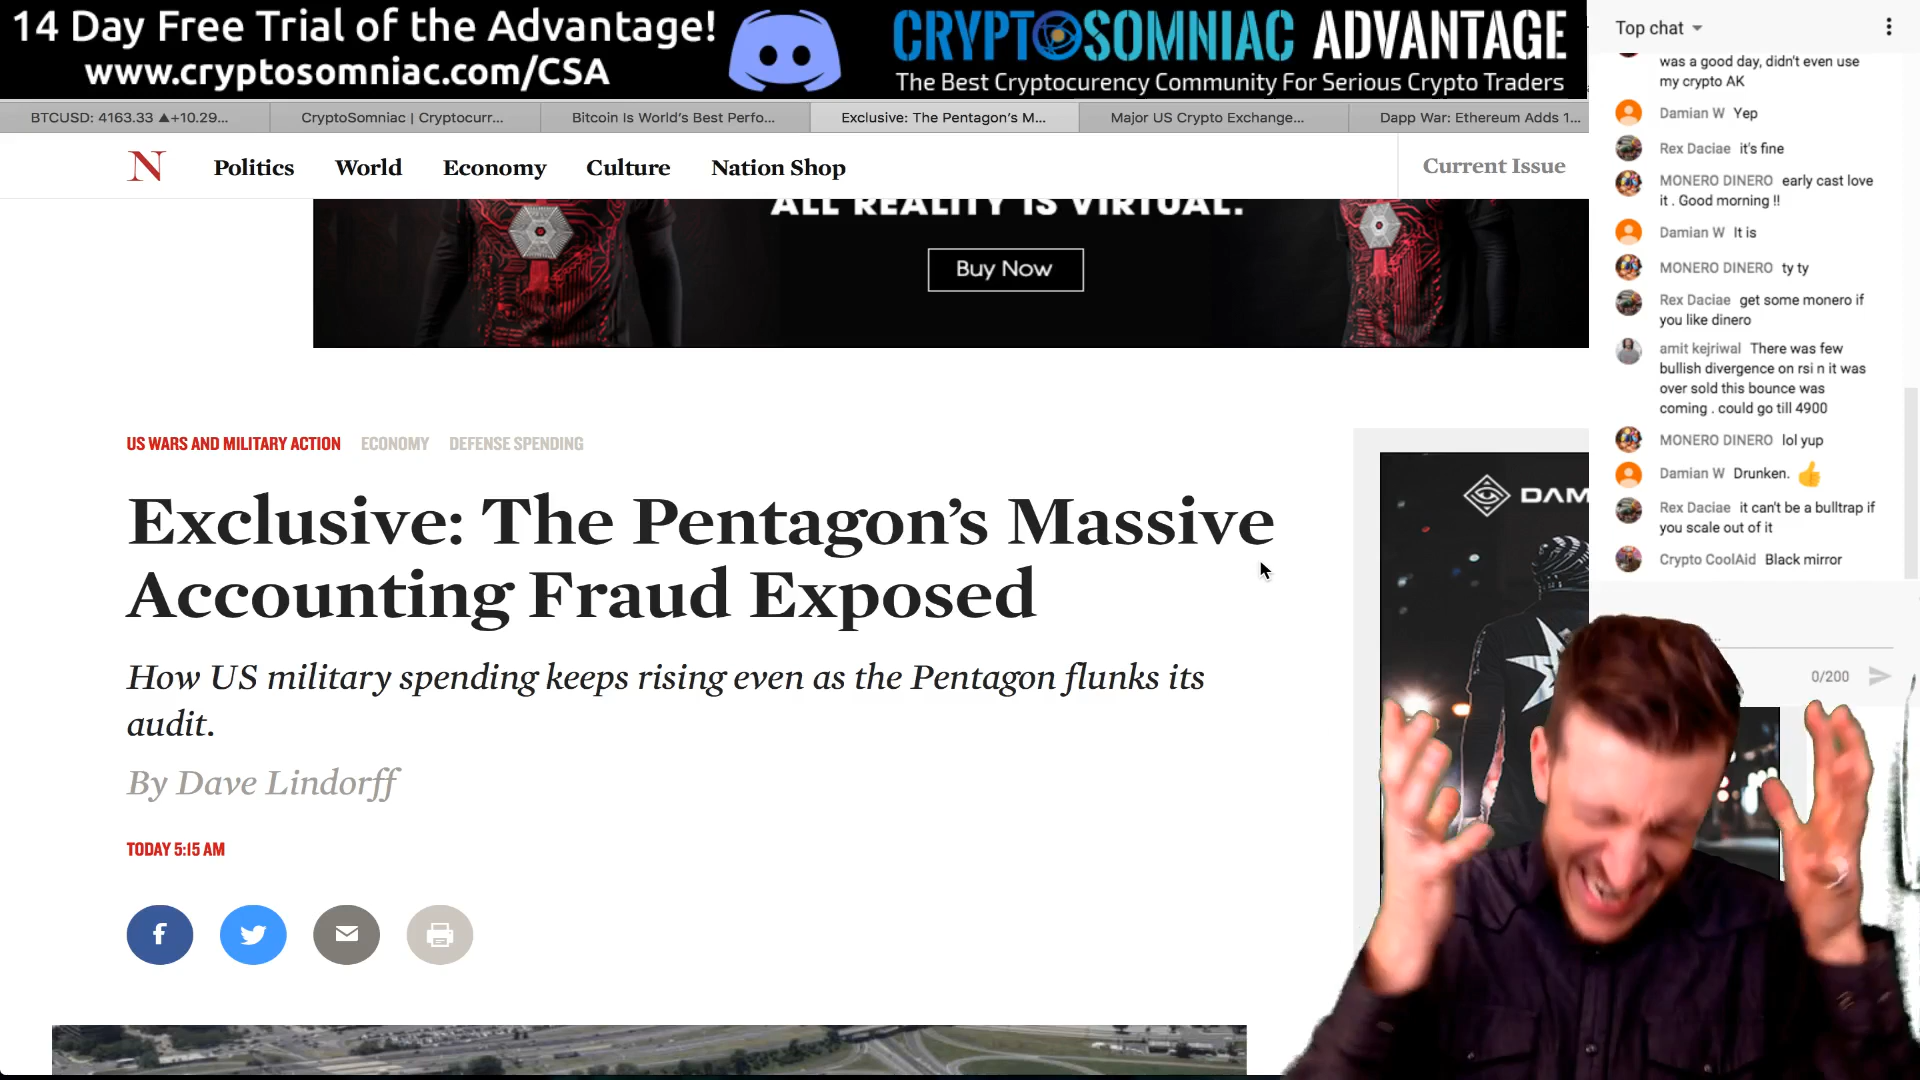 14 Day Free Trial of the Advantage!
www.cryptosomniac.com/CSA
CRYPTOSOMNIAC ADVANTAGE
The Best Cryptocurency Community For Serious Crypto Traders
BTCUSD: 4163.33 ▲+10.29...
CryptoSomniac | Cryptocurr...
Bitcoin Is World's Best Perfo...
Exclusive: The Pentagon's M...
Major US Crypto Exchange...
Dapp War: Ethereum Adds 1...
N
Politics
World
Economy
Culture
Nation Shop
Current Issue
ALL REALITY IS VIRTUAL.
Buy Now
US WARS AND MILITARY ACTION
ECONOMY
DEFENSE SPENDING
Exclusive: The Pentagon's Massive
Accounting Fraud Exposed
How US military spending keeps rising even as the Pentagon flunks its
audit.
By Dave Lindorff
TODAY 5:15 AM
f
DAM
Top chat
was a good day, didn't even use
my crypto AK
Damian W Yep
Rex Daciae it's fine
MONERO DINERO early cast love
it . Good morning !!
Damian W It is
MONERO DINERO ty ty
Rex Daciae get some monero if
you like dinero
amit kejriwal There was few
bullish divergence on rsi n it was
over sold this bounce was
coming . could go till 4900
MONERO DINERO lol yup
Damian W Drunken. 👍
Rex Daciae it can't be a bulltrap if
you scale out of it
Crypto CoolAid Black mirror
0/200